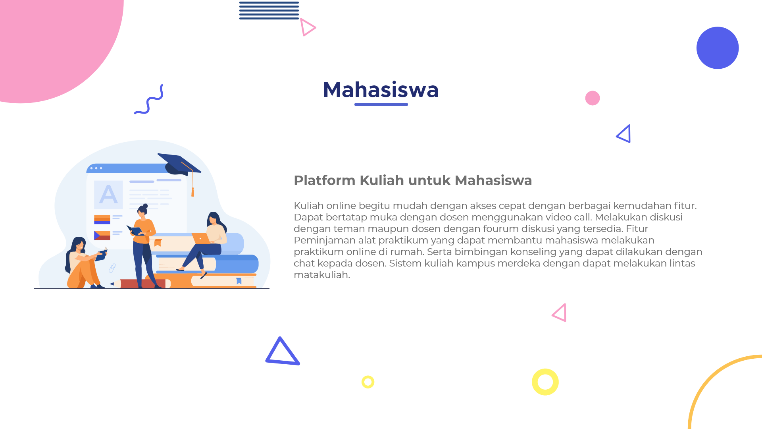 Mahasiswa
A
Platform Kuliah untuk Mahasiswa
Kuliah online begitu mudah dengan akses cepat dengan berbagai kemudahan fitur.
Dapat bertatap muka dengan dosen menggunakan video call. Melakukan diskusi
dengan teman maupun dosen dengan fourum diskusi yang tersedia. Fitur
Peminjaman alat praktikum yang dapat membantu mahasiswa melakukan
praktikum online di rumah. Serta bimbingan konseling yang dapat dilakukan dengan
chat kepada dosen. Sistem kuliah kampus merdeka dengan dapat melakukan lintas
matakuliah.